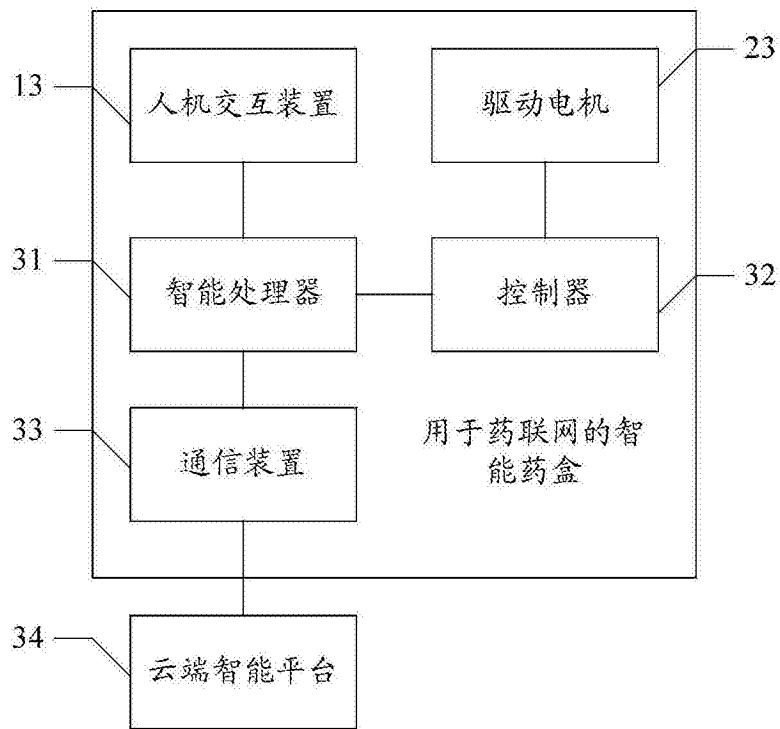 13
人机交互装置
驱动电机
23
31
智能处理器
控制器
32
33
通信装置
用于药联网的智
能药盒
34
云端智能平台